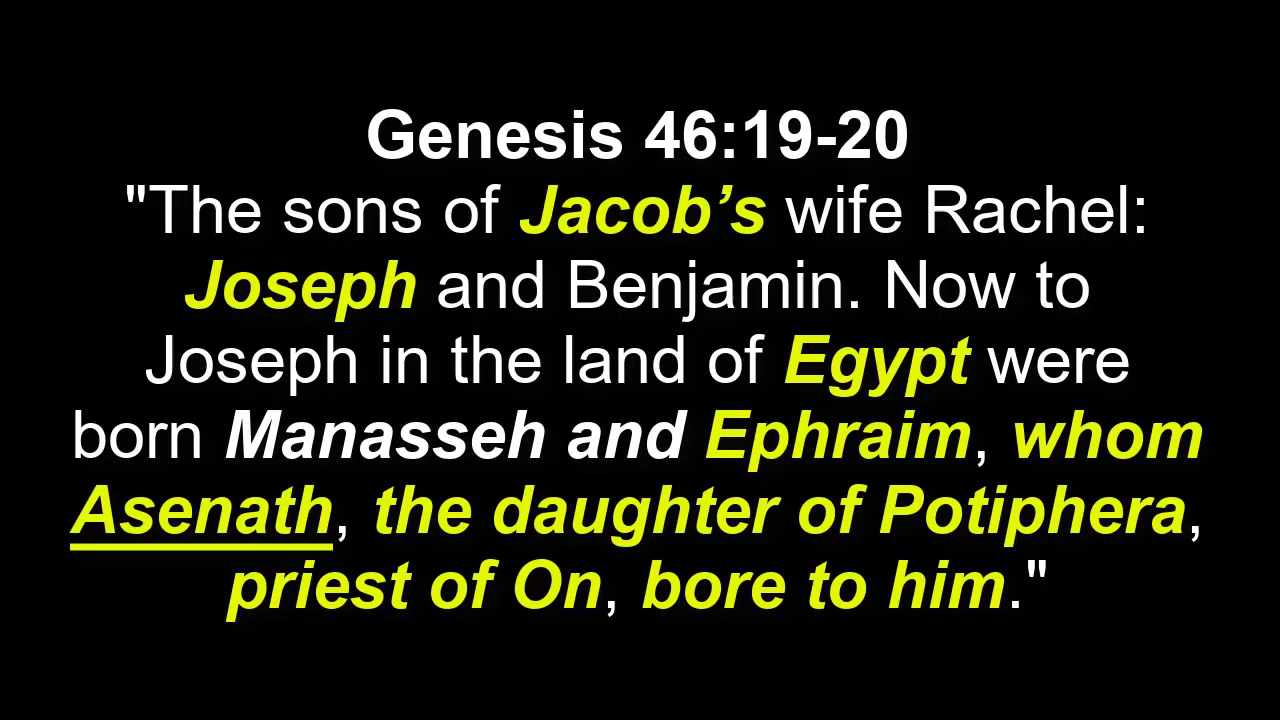 Genesis 46:19-20
"The sons of Jacob’s wife Rachel:
Joseph and Benjamin. Now to
Joseph in the land of Egypt were
born Manasseh and Ephraim, whom
Asenath, the daughter of Potiphera,
priest of On, bore to him."